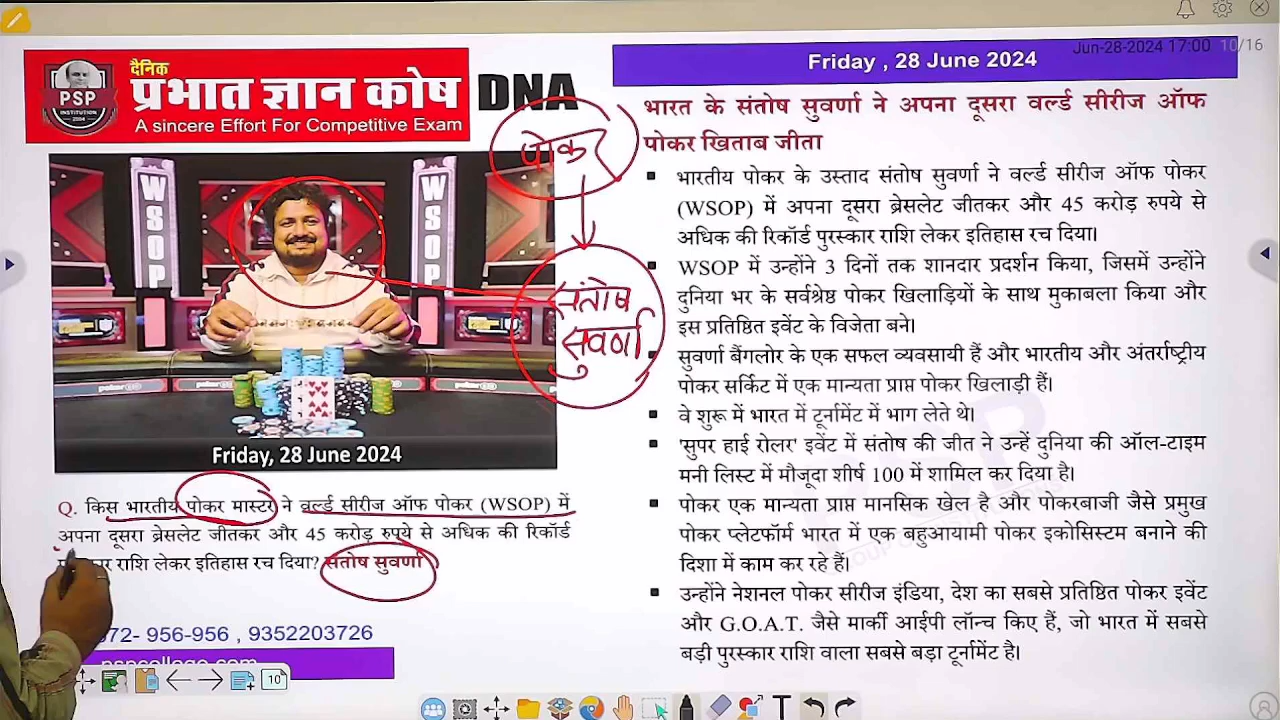 Jun-28-2024 17:00 10/16
दैनिक
प्रभात ज्ञान कोष DNA
A sincere Effort For Competitive Exam
PSP
INSTITUTION
Friday , 28 June 2024
पोकर
संतोष
सुवर्णा
WSOP
WSOP
Friday, 28 June 2024
Q. किस भारतीय पोकर मास्टर ने वर्ल्ड सीरीज ऑफ पोकर (WSOP) में
अपना दूसरा ब्रेसलेट जीतकर और 45 करोड़ रुपये से अधिक की रिकॉर्ड
राशि लेकर इतिहास रच दिया? संतोष सुवर्णा
72- 956-956 , 9352203726
pspcollege.com
10
भारत के संतोष सुवर्णा ने अपना दूसरा वर्ल्ड सीरीज ऑफ
पोकर खिताब जीता
भारतीय पोकर के उस्ताद संतोष सुवर्णा ने वर्ल्ड सीरीज ऑफ पोकर
(WSOP) में अपना दूसरा ब्रेसलेट जीतकर और 45 करोड़ रुपये से
अधिक की रिकॉर्ड पुरस्कार राशि लेकर इतिहास रच दिया।
WSOP में उन्होंने 3 दिनों तक शानदार प्रदर्शन किया, जिसमें उन्होंने
दुनिया भर के सर्वश्रेष्ठ पोकर खिलाड़ियों के साथ मुकाबला किया और
इस प्रतिष्ठित इवेंट के विजेता बने।
सुवर्णा बैंगलोर के एक सफल व्यवसायी हैं और भारतीय और अंतर्राष्ट्रीय
पोकर सर्किट में एक मान्यता प्राप्त पोकर खिलाड़ी हैं।
वे शुरू में भारत में टूर्नामेंट में भाग लेते थे।
'सुपर हाई रोलर' इवेंट में संतोष की जीत ने उन्हें दुनिया की ऑल-टाइम
मनी लिस्ट में मौजूदा शीर्ष 100 में शामिल कर दिया है।
पोकर एक मान्यता प्राप्त मानसिक खेल है और पोकरबाजी जैसे प्रमुख
पोकर प्लेटफॉर्म भारत में एक बहुआयामी पोकर इकोसिस्टम बनाने की
दिशा में काम कर रहे हैं।
उन्होंने नेशनल पोकर सीरीज इंडिया, देश का सबसे प्रतिष्ठित पोकर इवेंट
और G.O.A.T. जैसे मार्की आईपी लॉन्च किए हैं, जो भारत में सबसे
बड़ी पुरस्कार राशि वाला सबसे बड़ा टूर्नामेंट है।